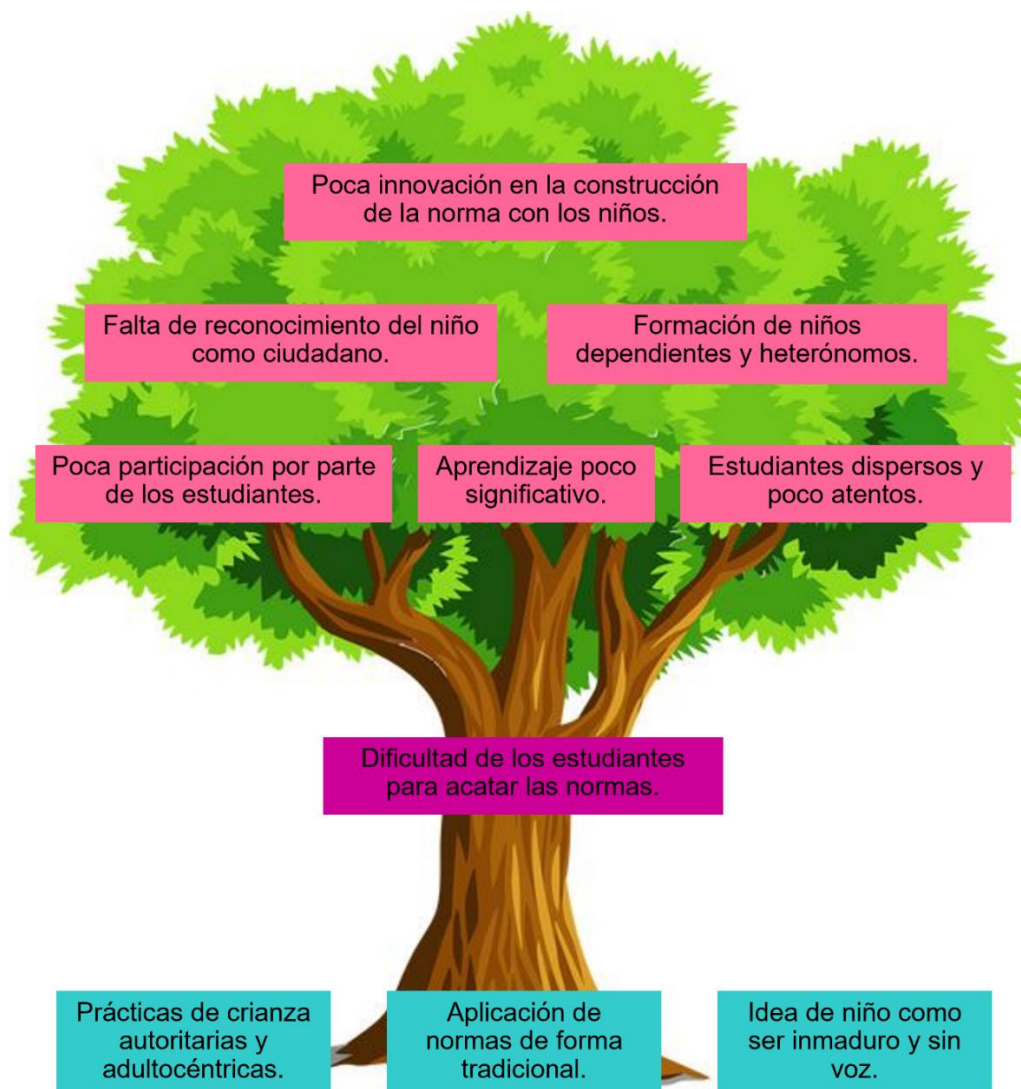 Poca innovación en la construcción
de la norma con los niños.
Falta de reconocimiento del niño
como ciudadano.
Formación de niños
dependientes y heterónomos.
Poca participación por parte
de los estudiantes.
Aprendizaje poco
significativo.
Estudiantes dispersos y
poco atentos.
Dificultad de los estudiantes
para acatar las normas.
Prácticas de crianza
autoritarias y
adultocéntricas.
Aplicación de
normas de forma
tradicional.
Idea de niño como
ser inmaduro y sin
voz.